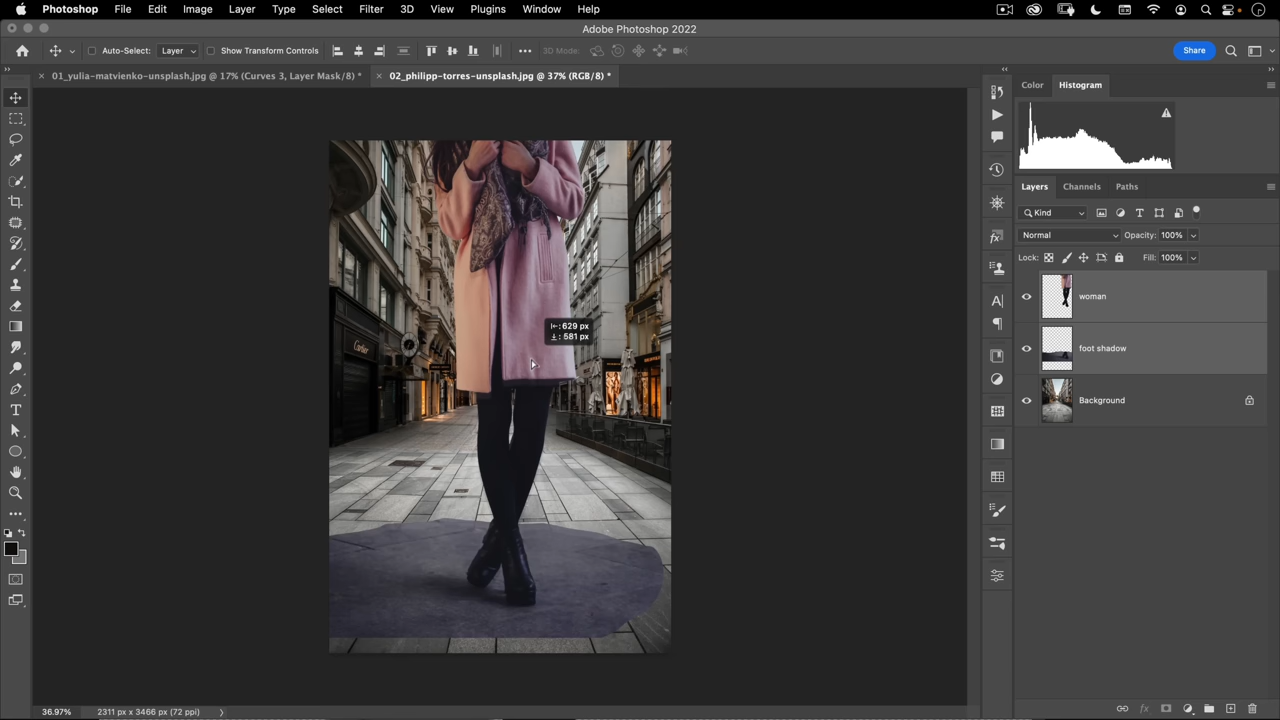 Photoshop File Edit Image Layer Type Select Filter 3D View Plugins Window Help
Adobe Photoshop 2022
Auto-Select: Layer Show Transform Controls 3D Mode: Share
01_yulia-matvienko-unsplash.jpg @ 17% (Curves 3, Layer Mask/8) *
02_philipp-torres-unsplash.jpg @ 37% (RGB/8) *
Color Histogram
Layers Channels Paths
Kind
Normal Opacity: 100%
Lock: Fill: 100%
woman
foot shadow
Background
629 px
581 px
Cartier
36.97% 2311 px x 3466 px (72 ppi)